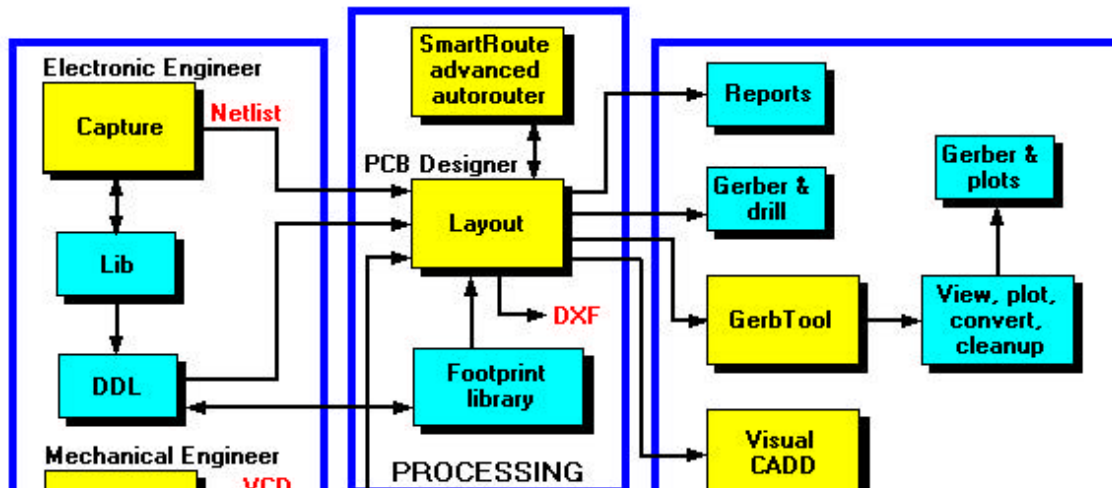 Electronic Engineer
Capture
Netlist
Lib
DDL
Mechanical Engineer
VCD
SmartRoute
advanced
autorouter
PCB Designer
Layout
DXF
Footprint
library
PROCESSING
Reports
Gerber &
drill
GerbTool
Visual
CADD
Gerber &
plots
View, plot,
convert,
cleanup